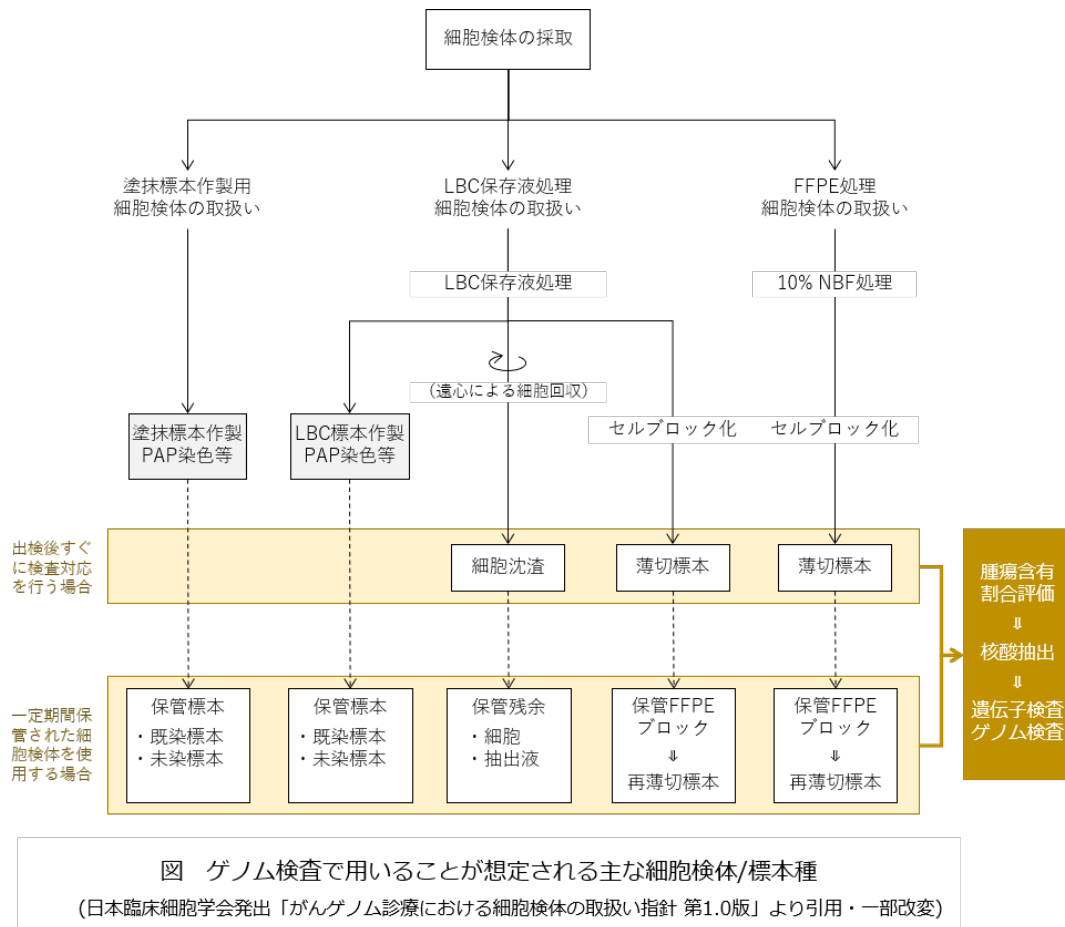 細胞検体の採取
塗抹標本作製用
細胞検体の取扱い
LBC保存液処理
細胞検体の取扱い
FFPE処理
細胞検体の取扱い
LBC保存液処理
10% NBF処理
(遠心による細胞回収)
塗抹標本作製
PAP染色等
LBC標本作製
PAP染色等
セルブロック化
セルブロック化
出検後すぐ
に検査対応
を行う場合
細胞沈渣
薄切標本
薄切標本
一定期間保
管された細
胞検体を使
用する場合
保管標本
・既染標本
・未染標本
保管標本
・既染標本
・未染標本
保管残余
・細胞
・抽出液
保管FFPE
ブロック
⇓
再薄切標本
保管FFPE
ブロック
⇓
再薄切標本
腫瘍含有
割合評価
⇓
核酸抽出
⇓
遺伝子検査
ゲノム検査
図　ゲノム検査で用いることが想定される主な細胞検体/標本種
(日本臨床細胞学会発出「がんゲノム診療における細胞検体の取扱い指針 第1.0版」より引用・一部改変)